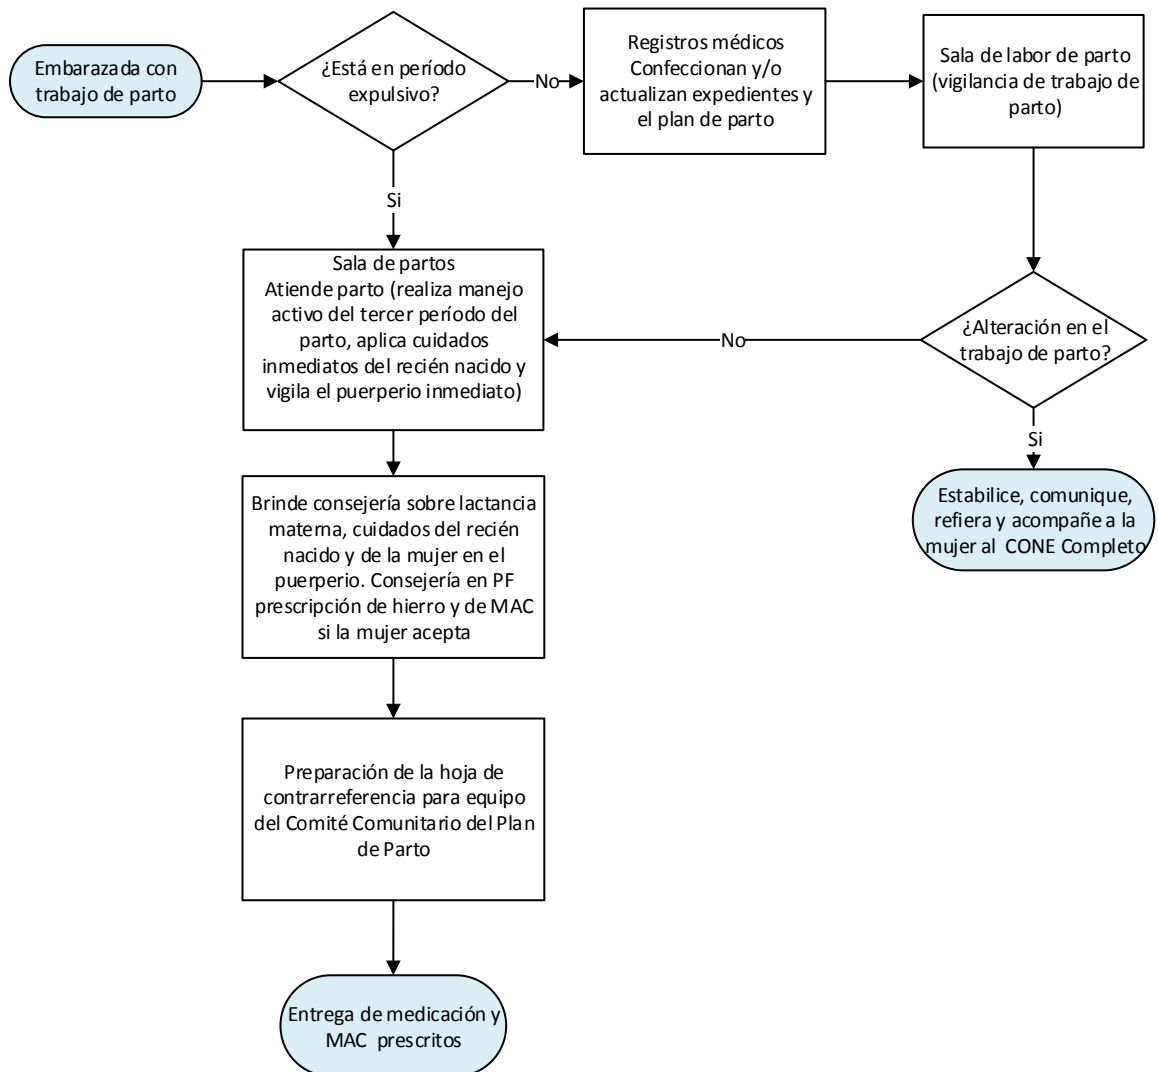 Embarazada con
trabajo de parto
¿Está en período
expulsivo?
No
Registros médicos
Confeccionan y/o
actualizan expedientes y
el plan de parto
Sala de labor de parto
(vigilancia de trabajo de
parto)
Si
Sala de partos
Atiende parto (realiza manejo
activo del tercer período del
parto, aplica cuidados
inmediatos del recién nacido y
vigila el puerperio inmediato)
No
¿Alteración en el
trabajo de parto?
Si
Estabilice, comunique,
refiera y acompañe a la
mujer al CONE Completo
Brinde consejería sobre lactancia
materna, cuidados del recién
nacido y de la mujer en el
puerperio. Consejería en PF
prescripción de hierro y de MAC
si la mujer acepta
Preparación de la hoja de
contrarreferencia para equipo
del Comité Comunitario del Plan
de Parto
Entrega de medicación y
MAC prescritos